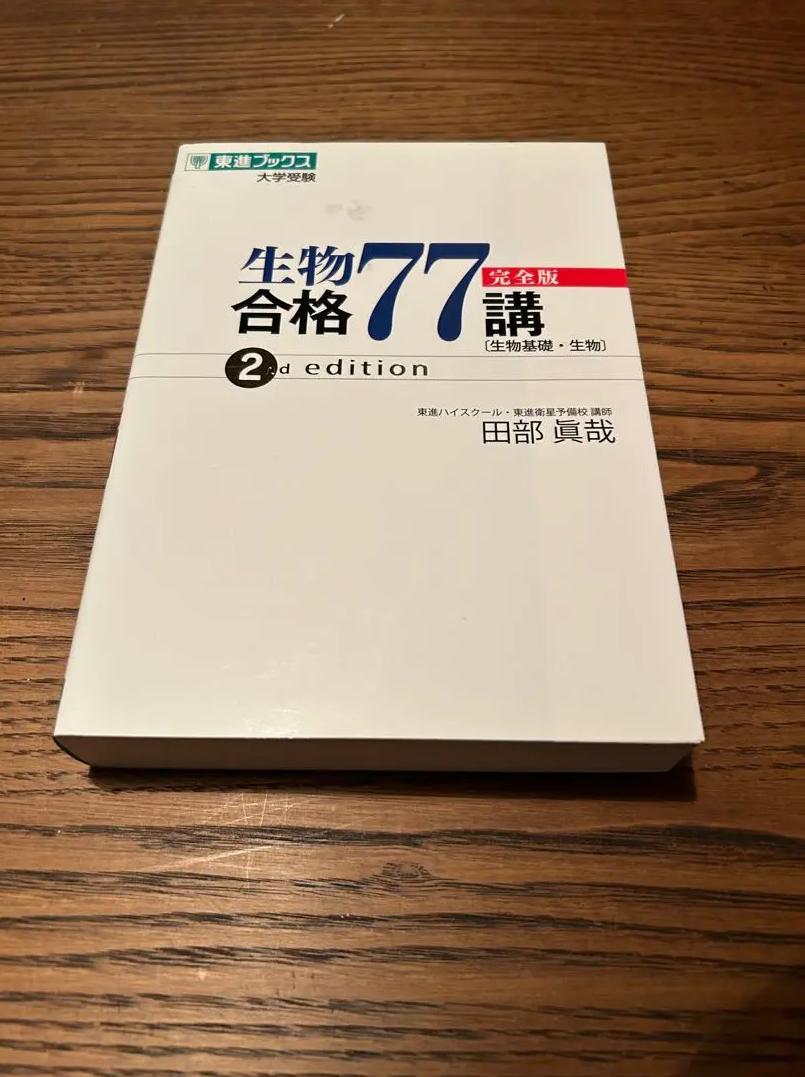 東進ブックス
大学受験
生物
合格77講
完全版
〔生物基礎・生物〕
2nd edition
東進ハイスクール・東進衛星予備校 講師
田部 眞哉